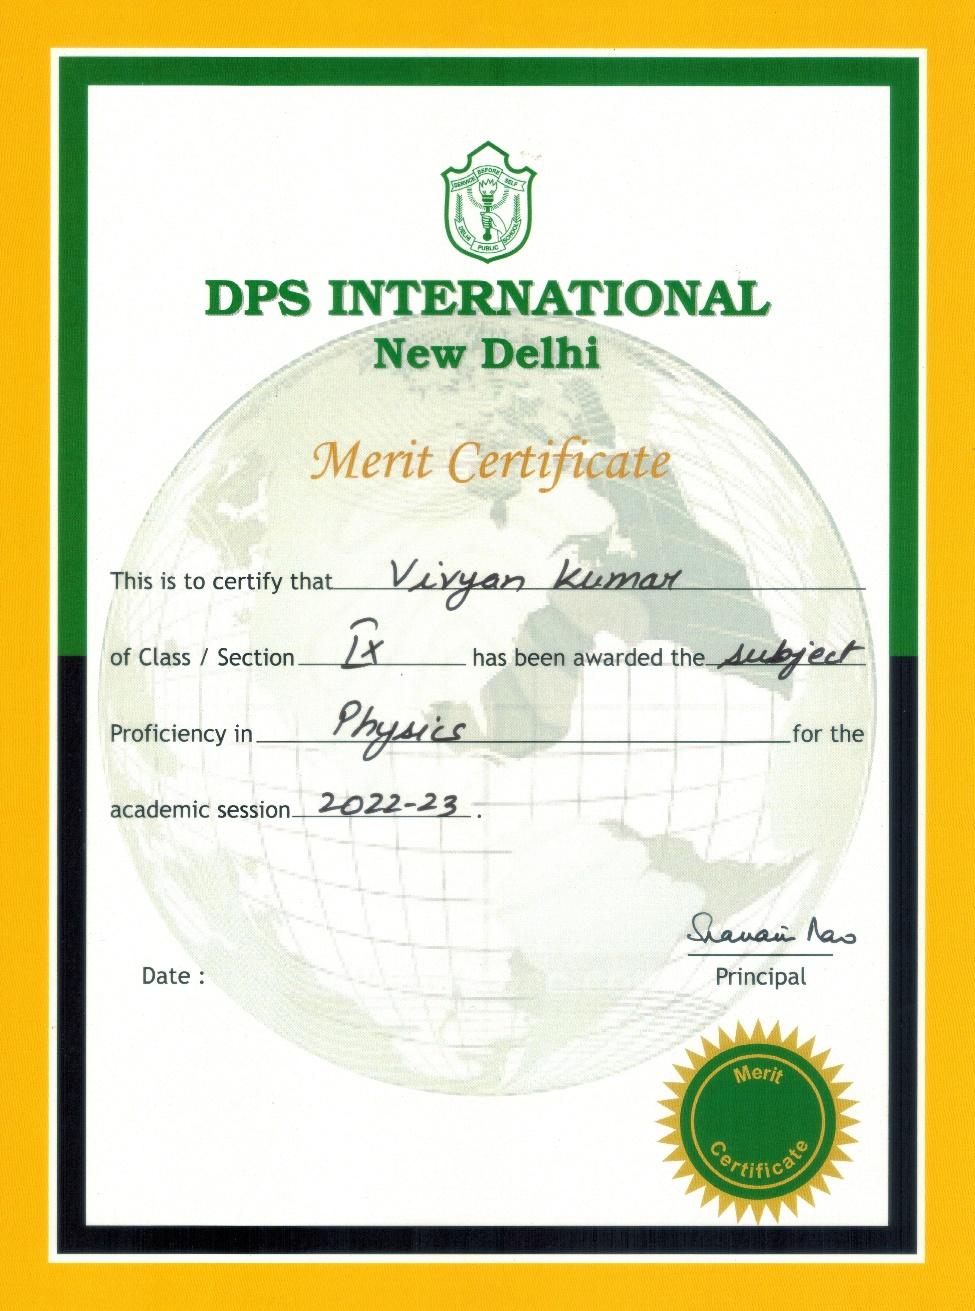 SERVICE BEFORE SELF
DELHI PUBLIC SCHOOL
DPS INTERNATIONAL
New Delhi
Merit Certificate
This is to certify that Vivyan Kumar
of Class / Section IX has been awarded the subject
Proficiency in Physics for the
academic session 2022-23 .
Date :
Principal
Merit
Certificate